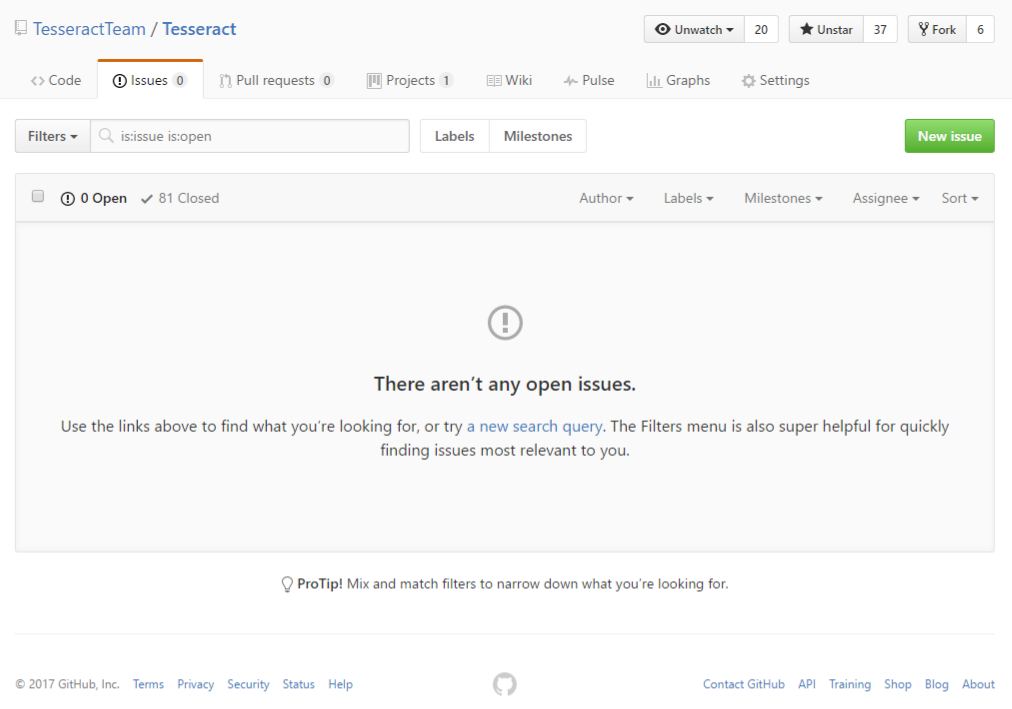 TesseractTeam / Tesseract Unwatch 20 Unstar 37 Fork 6
Code Issues 0 Pull requests 0 Projects 1 Wiki Pulse Graphs Settings
Filters is:issue is:open Labels Milestones New issue
0 Open 81 Closed Author Labels Milestones Assignee Sort
There aren’t any open issues.
Use the links above to find what you’re looking for, or try a new search query. The Filters menu is also super helpful for quickly
finding issues most relevant to you.
ProTip! Mix and match filters to narrow down what you’re looking for.
© 2017 GitHub, Inc. Terms Privacy Security Status Help Contact GitHub API Training Shop Blog About